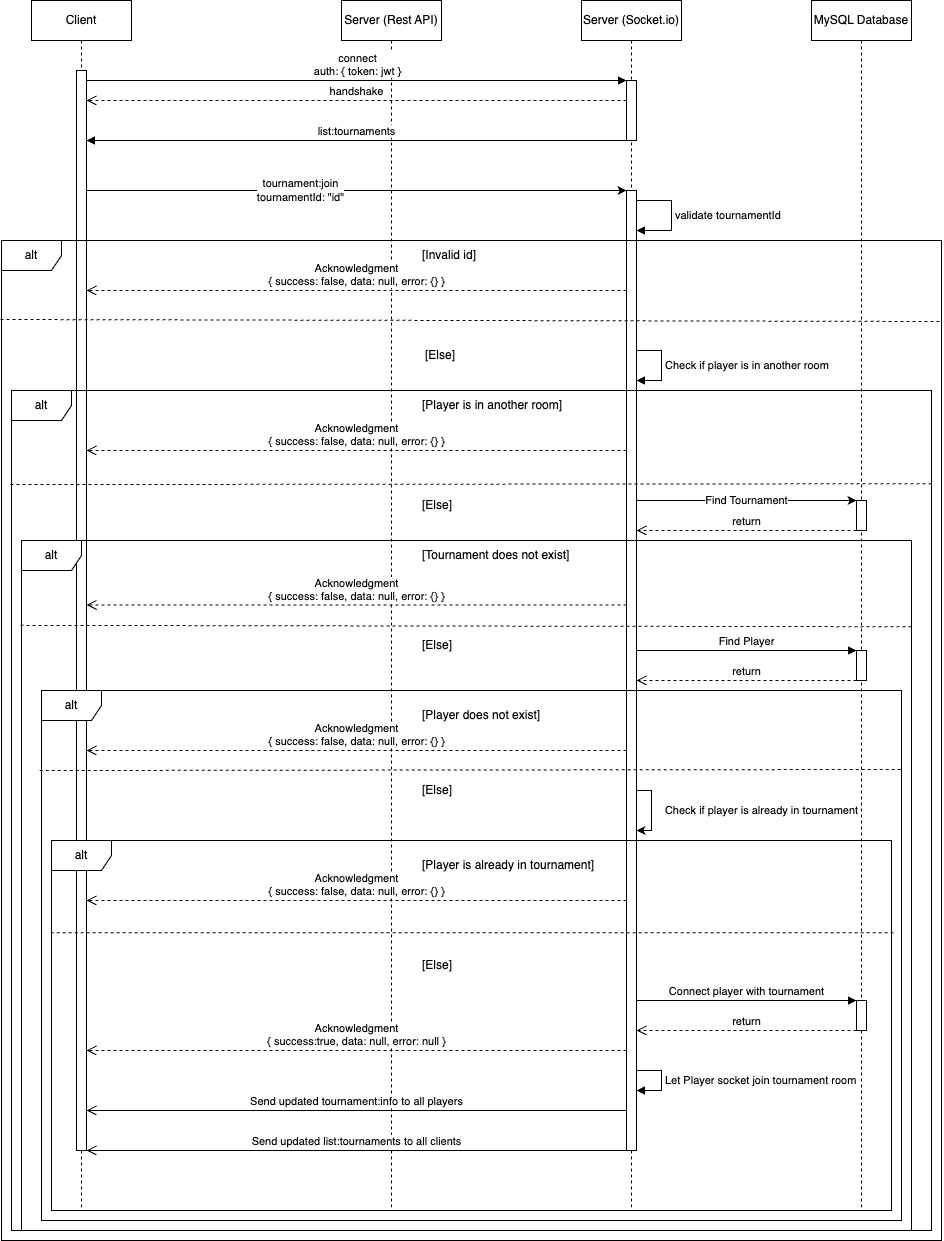 Client
Server (Rest API)
Server (Socket.io)
MySQL Database
connect
auth: { token: jwt }
handshake
list:tournaments
tournament:join
tournamentId: "id"
validate tournamentId
alt
[Invalid id]
Acknowledgment
{ success: false, data: null, error: {} }
[Else]
Check if player is in another room
alt
[Player is in another room]
Acknowledgment
{ success: false, data: null, error: {} }
[Else]
Find Tournament
return
alt
[Tournament does not exist]
Acknowledgment
{ success: false, data: null, error: {} }
[Else]
Find Player
return
alt
[Player does not exist]
Acknowledgment
{ success: false, data: null, error: {} }
[Else]
Check if player is already in tournament
alt
[Player is already in tournament]
Acknowledgment
{ success: false, data: null, error: {} }
[Else]
Connect player with tournament
return
Acknowledgment
{ success:true, data: null, error: null }
Let Player socket join tournament room
Send updated tournament:info to all players
Send updated list:tournaments to all clients